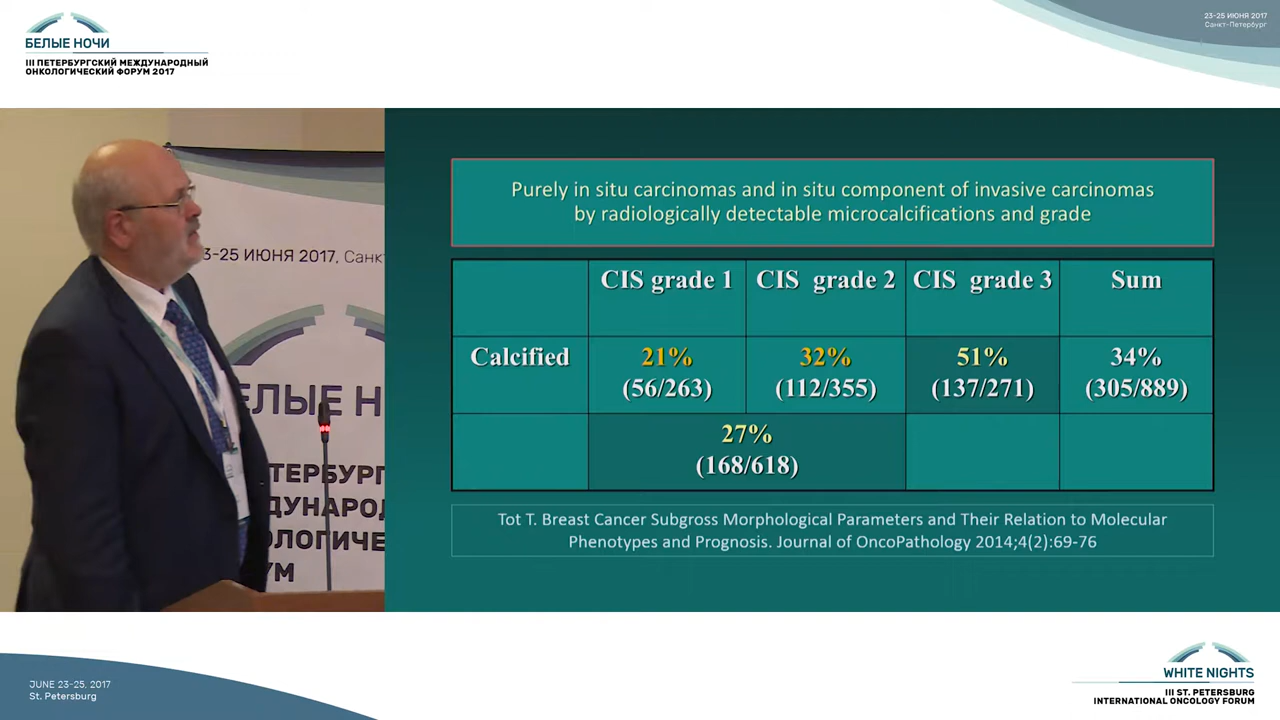 БЕЛЫЕ НОЧИ
III ПЕТЕРБУРГСКИЙ МЕЖДУНАРОДНЫЙ
ОНКОЛОГИЧЕСКИЙ ФОРУМ 2017
23-25 ИЮНЯ 2017
Санкт-Петербург
3-25 ИЮНЯ 2017, Санкт
ЕЛЫЕ Н
ТЕРБУРГ
ДУНАРО
ОЛОГИЧЕ
УМ
Purely in situ carcinomas and in situ component of invasive carcinomas
by radiologically detectable microcalcifications and grade
CIS grade 1 CIS grade 2 CIS grade 3 Sum
Calcified 21% 32% 51% 34%
(56/263) (112/355) (137/271) (305/889)
27%
(168/618)
Tot T. Breast Cancer Subgross Morphological Parameters and Their Relation to Molecular
Phenotypes and Prognosis. Journal of OncoPathology 2014;4(2):69-76
JUNE 23-25, 2017
St. Petersburg
WHITE NIGHTS
III ST. PETERSBURG
INTERNATIONAL ONCOLOGY FORUM